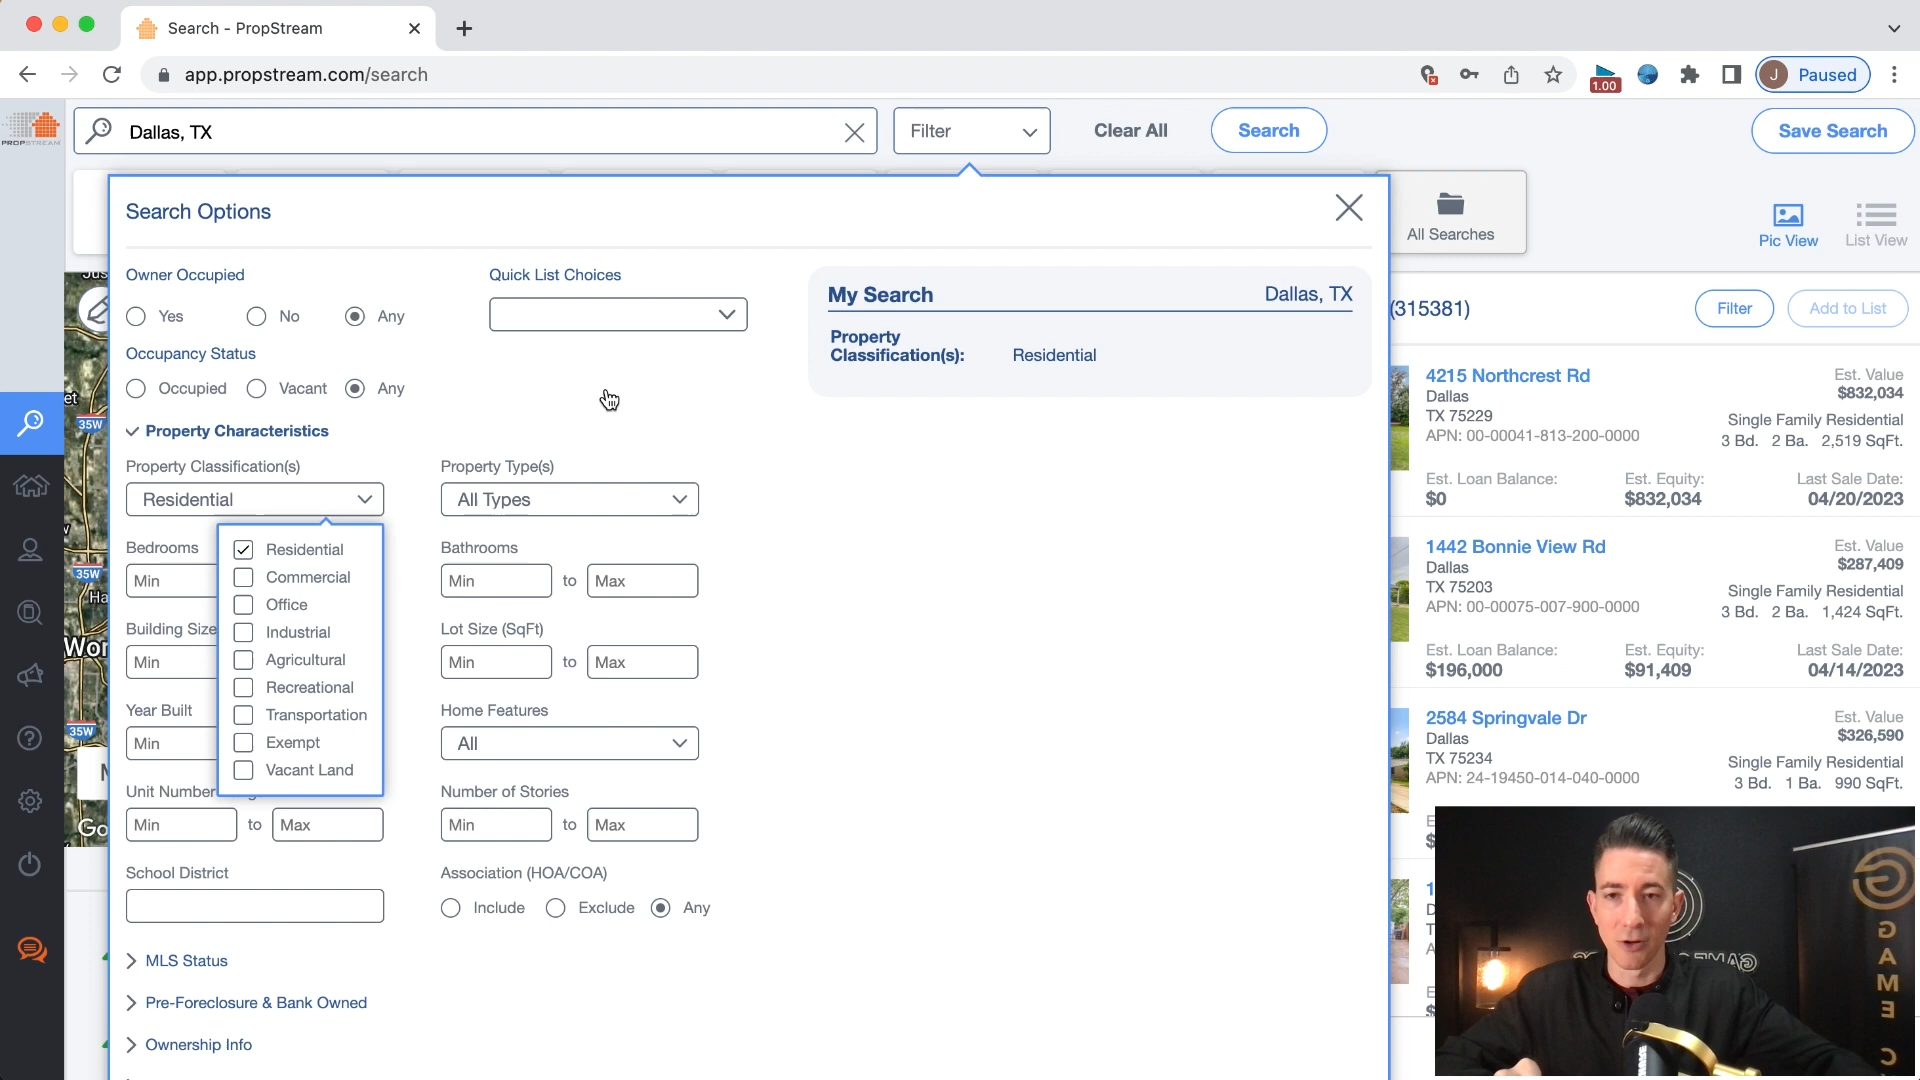 Search - PropStream
app.propstream.com/search
1.00
J Paused
PROPSTREAM
Dallas, TX
Filter
Clear All
Search
Save Search
All Searches
Pic View
List View
Search Options
Owner Occupied
Yes No Any
Quick List Choices
Occupancy Status
Occupied Vacant Any
My Search Dallas, TX
Property
Classification(s): Residential
Property Characteristics
Property Classification(s)
Residential
Property Type(s)
All Types
Residential
Commercial
Office
Industrial
Agricultural
Recreational
Transportation
Exempt
Vacant Land
Bedrooms
Min
Bathrooms
Min to Max
Building Size
Min
Lot Size (SqFt)
Min to Max
Year Built
Min
Home Features
All
Unit Number
Min to Max
Number of Stories
Min to Max
School District
Association (HOA/COA)
Include Exclude Any
MLS Status
Pre-Foreclosure & Bank Owned
Ownership Info
35W
35W
Wor
35W
Go
(315381)
Filter
Add to List
4215 Northcrest Rd
Dallas
TX 75229
APN: 00-00041-813-200-0000
Est. Value
$832,034
Single Family Residential
3 Bd. 2 Ba. 2,519 SqFt.
Est. Loan Balance: Est. Equity: Last Sale Date:
$0 $832,034 04/20/2023
1442 Bonnie View Rd
Dallas
TX 75203
APN: 00-00075-007-900-0000
Est. Value
$287,409
Single Family Residential
3 Bd. 2 Ba. 1,424 SqFt.
Est. Loan Balance: Est. Equity: Last Sale Date:
$196,000 $91,409 04/14/2023
2584 Springvale Dr
Dallas
TX 75234
APN: 24-19450-014-040-0000
Est. Value
$326,590
Single Family Residential
3 Bd. 1 Ba. 990 SqFt.
GAME